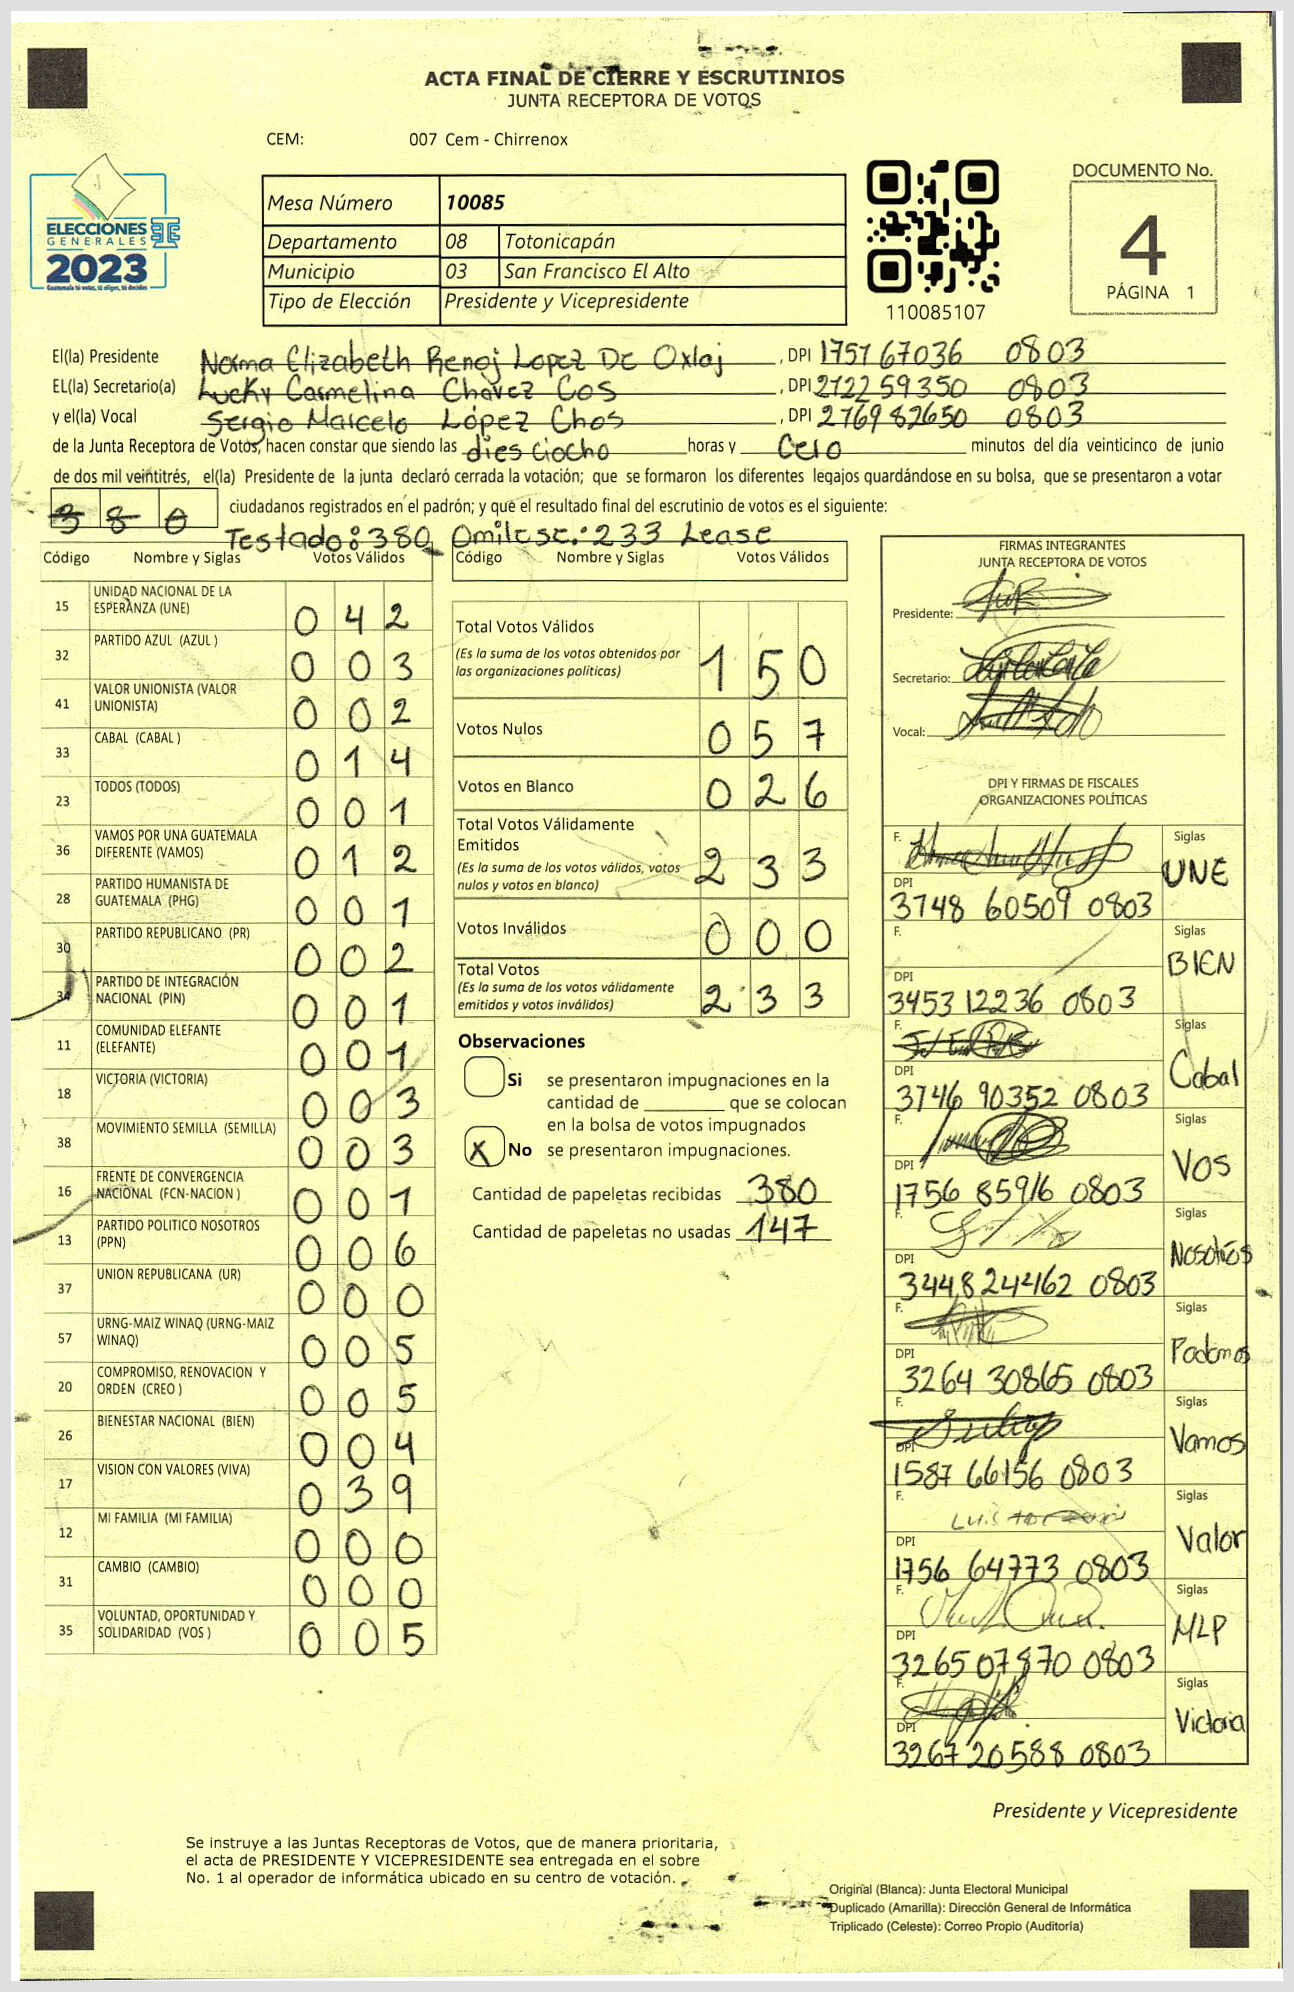 ACTA FINAL DE CIERRE Y ESCRUTINIOS
JUNTA RECEPTORA DE VOTOS
CEM: 007 Cem - Chirrenox
ELECCIONES
GENERALES
2023
Guatemala tú votas, tú eliges, tú decides
Mesa Número 10085
Departamento 08 Totonicapán
Municipio 03 San Francisco El Alto
Tipo de Elección Presidente y Vicepresidente
110085107
DOCUMENTO No.
4
PÁGINA 1
El(la) Presidente Norma Elizabeth Renoj Lopez De Oxlaj , DPI 1757 67036 0803
EL(la) Secretario(a) Lucky Carmelina Chavez Cos , DPI 2722 59350 0803
y el(la) Vocal Sergio Marcelo López Chos , DPI 2769 82650 0803
de la Junta Receptora de Votos, hacen constar que siendo las dies ciocho horas y Cero minutos del día veinticinco de junio
de dos mil veintitrés, el(la) Presidente de la junta declaró cerrada la votación; que se formaron los diferentes legajos guardándose en su bolsa, que se presentaron a votar
3 8 0 ciudadanos registrados en el padrón; y que el resultado final del escrutinio de votos es el siguiente:
Testado: 380 Omitese: 233 Lease
Código Nombre y Siglas Votos Válidos
15 UNIDAD NACIONAL DE LA ESPERANZA (UNE) 0 4 2
32 PARTIDO AZUL (AZUL ) 0 0 3
41 VALOR UNIONISTA (VALOR UNIONISTA) 0 0 2
33 CABAL (CABAL ) 0 1 4
23 TODOS (TODOS) 0 0 1
36 VAMOS POR UNA GUATEMALA DIFERENTE (VAMOS) 0 1 2
28 PARTIDO HUMANISTA DE GUATEMALA (PHG) 0 0 1
30 PARTIDO REPUBLICANO (PR) 0 0 2
34 PARTIDO DE INTEGRACIÓN NACIONAL (PIN) 0 0 1
11 COMUNIDAD ELEFANTE (ELEFANTE) 0 0 1
18 VICTORIA (VICTORIA) 0 0 3
38 MOVIMIENTO SEMILLA (SEMILLA) 0 0 3
16 FRENTE DE CONVERGENCIA NACIONAL (FCN-NACION ) 0 0 1
13 PARTIDO POLITICO NOSOTROS (PPN) 0 0 6
37 UNION REPUBLICANA (UR) 0 0 0
57 URNG-MAIZ WINAQ (URNG-MAIZ WINAQ) 0 0 5
20 COMPROMISO, RENOVACION Y ORDEN (CREO ) 0 0 5
26 BIENESTAR NACIONAL (BIEN) 0 0 4
17 VISION CON VALORES (VIVA) 0 3 9
12 MI FAMILIA (MI FAMILIA) 0 0 0
31 CAMBIO (CAMBIO) 0 0 0
35 VOLUNTAD, OPORTUNIDAD Y SOLIDARIDAD (VOS ) 0 0 5
Código Nombre y Siglas Votos Válidos
Total Votos Válidos 1 5 0
(Es la suma de los votos obtenidos por
las organizaciones políticas)
Votos Nulos 0 5 7
Votos en Blanco 0 2 6
Total Votos Válidamente
Emitidos 2 3 3
(Es la suma de los votos válidos, votos
nulos y votos en blanco)
Votos Inválidos 0 0 0
Total Votos
(Es la suma de los votos válidamente
emitidos y votos inválidos) 2 3 3
Observaciones
Si se presentaron impugnaciones en la
cantidad de ________ que se colocan
en la bolsa de votos impugnados
X No se presentaron impugnaciones.
Cantidad de papeletas recibidas 380
Cantidad de papeletas no usadas 147
FIRMAS INTEGRANTES
JUNTA RECEPTORA DE VOTOS
Presidente:
Secretario:
Vocal:
DPI Y FIRMAS DE FISCALES
ORGANIZACIONES POLÍTICAS
F. Siglas UNE
DPI 3748 60509 0803
F. Siglas BIEN
DPI 3453 12236 0803
F. Siglas Cabal
DPI 3746 90352 0803
F. Siglas VOS
DPI 1756 85916 0803
F. Siglas Nosotros
DPI 3448 24462 0803
F. Siglas Podemos
DPI 3264 30865 0803
F. Siglas Vamos
DPI 1587 66156 0803
F. Luis Siglas Valor
DPI 1756 64773 0803
F. Siglas MLP
DPI 3265 07870 0803
F. Siglas Victoria
DPI 3267 20588 0803
Presidente y Vicepresidente
Se instruye a las Juntas Receptoras de Votos, que de manera prioritaria,
el acta de PRESIDENTE Y VICEPRESIDENTE sea entregada en el sobre
No. 1 al operador de informática ubicado en su centro de votación.
Original (Blanca): Junta Electoral Municipal
Duplicado (Amarilla): Dirección General de Informática
Triplicado (Celeste): Correo Propio (Auditoría)